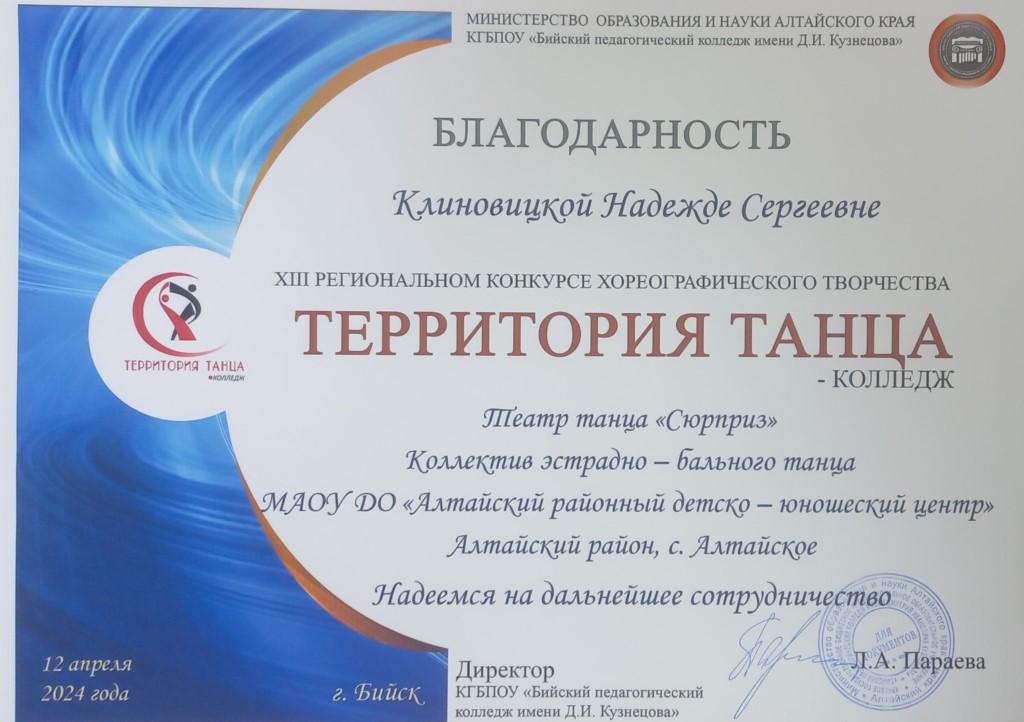 МИНИСТЕРСТВО ОБРАЗОВАНИЯ И НАУКИ АЛТАЙСКОГО КРАЯ
КГБПОУ «Бийский педагогический колледж имени Д.И. Кузнецова»
БЛАГОДАРНОСТЬ
Клиновицкой Надежде Сергеевне
XIII РЕГИОНАЛЬНОМ КОНКУРСЕ ХОРЕОГРАФИЧЕСКОГО ТВОРЧЕСТВА
ТЕРРИТОРИЯ ТАНЦА
- КОЛЛЕДЖ
ТЕРРИТОРИЯ ТАНЦА
КОЛЛЕДЖ
Театр танца «Сюрприз»
Коллектив эстрадно – бального танца
МАОУ ДО «Алтайский районный детско – юношеский центр»
Алтайский район, с. Алтайское
Надеемся на дальнейшее сотрудничество
ДЛЯ
ДОКУМЕНТОВ
12 апреля
2024 года
г. Бийск
Директор
КГБПОУ «Бийский педагогический
колледж имени Д.И. Кузнецова»
Л.А. Параева